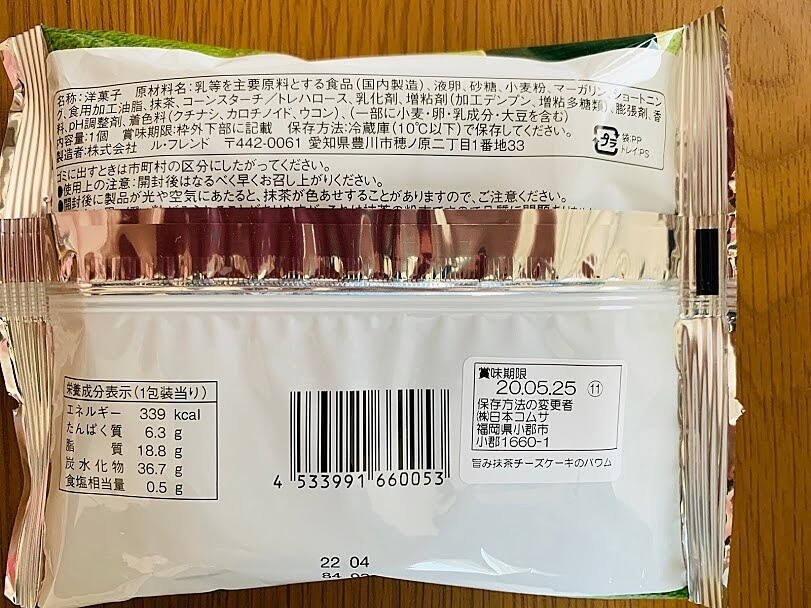 名称:洋菓子 原材料名:乳等を主要原料とする食品(国内製造)、液卵、砂糖、小麦粉、マーガリン、ショートニン
グ、食用加工油脂、抹茶、コーンスターチ/トレハロース、乳化剤、増粘剤(加工デンプン、増粘多糖類)、膨張剤、香
料、pH調整剤、着色料(クチナシ、カロチノイド、ウコン)、(一部に小麦・卵・乳成分・大豆を含む)
内容量:1個 賞味期限:枠外下部に記載 保存方法:冷蔵庫(10℃以下)で保存してください。
製造者:株式会社 ル・フレンド 〒442-0061 愛知県豊川市穂ノ原二丁目1番地33
プラ
袋:PP
トレイ:PS
ゴミに出すときは市町村の区分にしたがってください。
●使用上の注意:開封後はなるべく早くお召し上がりください。
●開封後に製品が光や空気にあたると、抹茶が色あせすることがありますので、ご注意ください。
栄養成分表示(1包装当り)
エネルギー 339 kcal
たんぱく質 6.3 g
脂質 18.8 g
炭水化物 36.7 g
食塩相当量 0.5 g
4 533991 660053
賞味期限
20.05.25 ⑪
保存方法の変更者
㈱日本コムサ
福岡県小郡市
小郡1660-1
旨み抹茶チーズケーキのバウム
22 04